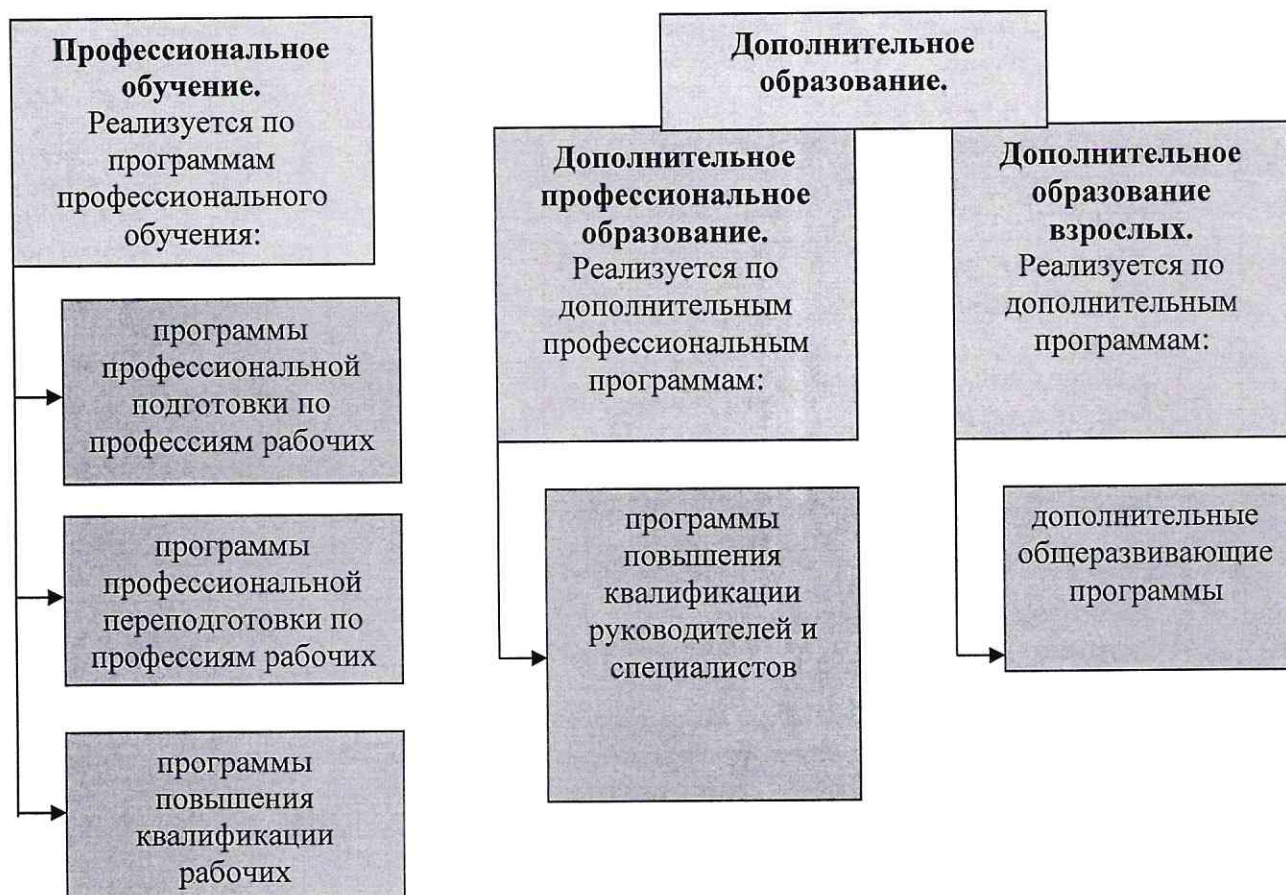 Профессиональное
обучение.
Реализуется по
программам
профессионального
обучения:
программы
профессиональной
подготовки по
профессиям рабочих
программы
профессиональной
переподготовки по
профессиям рабочих
программы
повышения
квалификации
рабочих
Дополнительное
образование.
Дополнительное
профессиональное
образование.
Реализуется по
дополнительным
профессиональным
программам:
программы
повышения
квалификации
руководителей и
специалистов
Дополнительное
образование
взрослых.
Реализуется по
дополнительным
программам:
дополнительные
общеразвивающие
программы